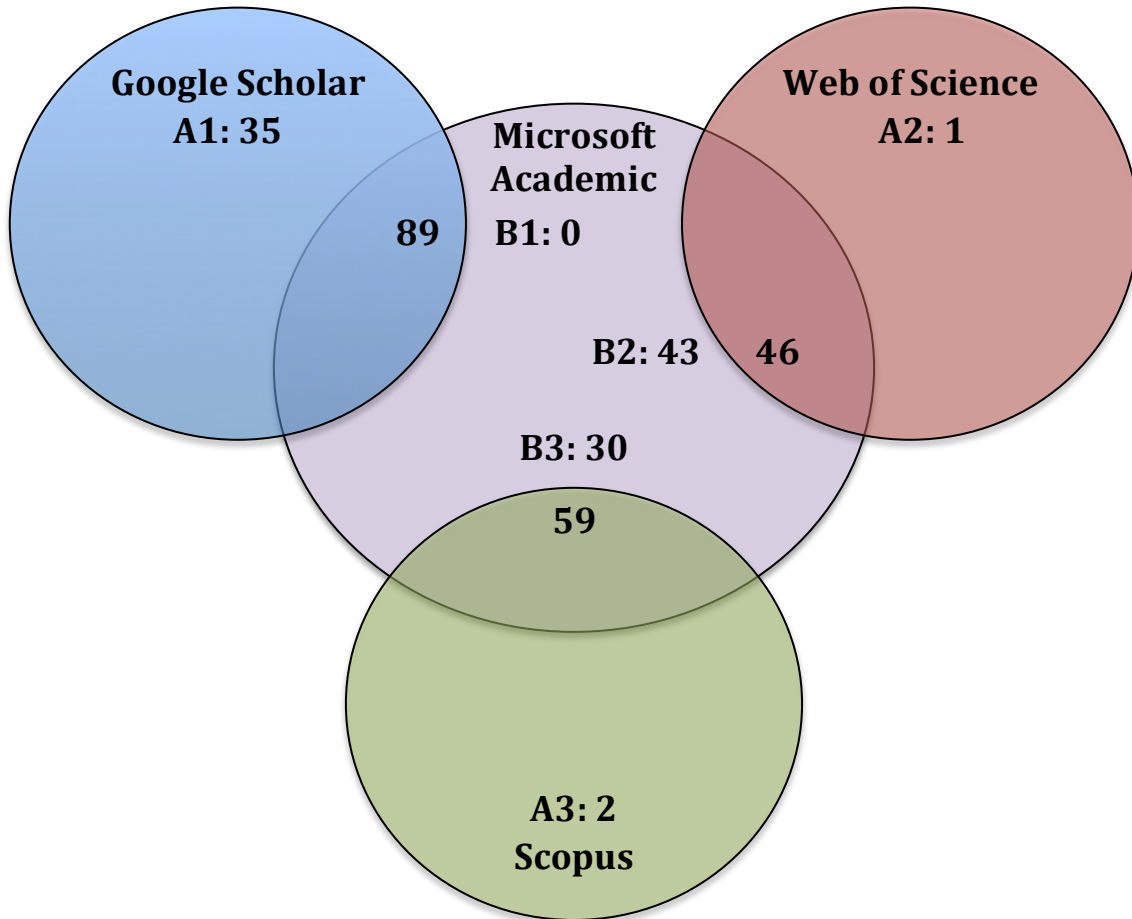 Google Scholar
A1: 35
Web of Science
A2: 1
Microsoft
Academic
89
B1: 0
B2: 43
46
B3: 30
59
A3: 2
Scopus